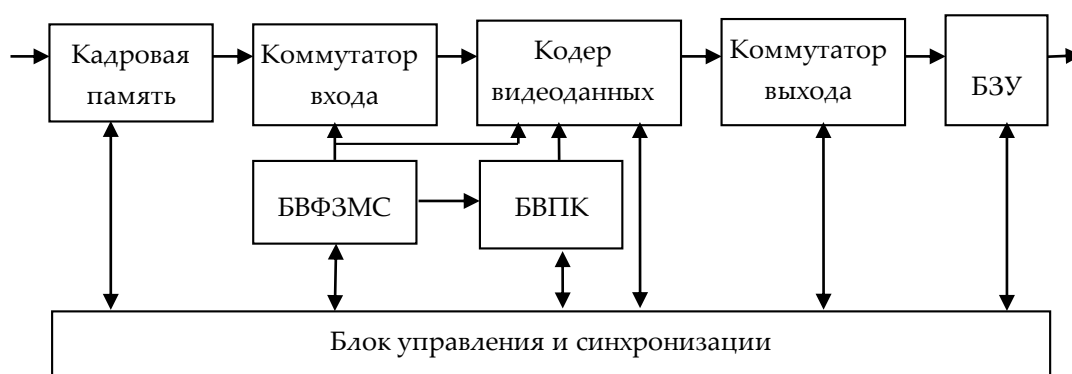 Кадровая
память
Коммутатор
входа
Кодер
видеоданных
Коммутатор
выхода
БЗУ
БВФЗМС
БВПК
Блок управления и синхронизации